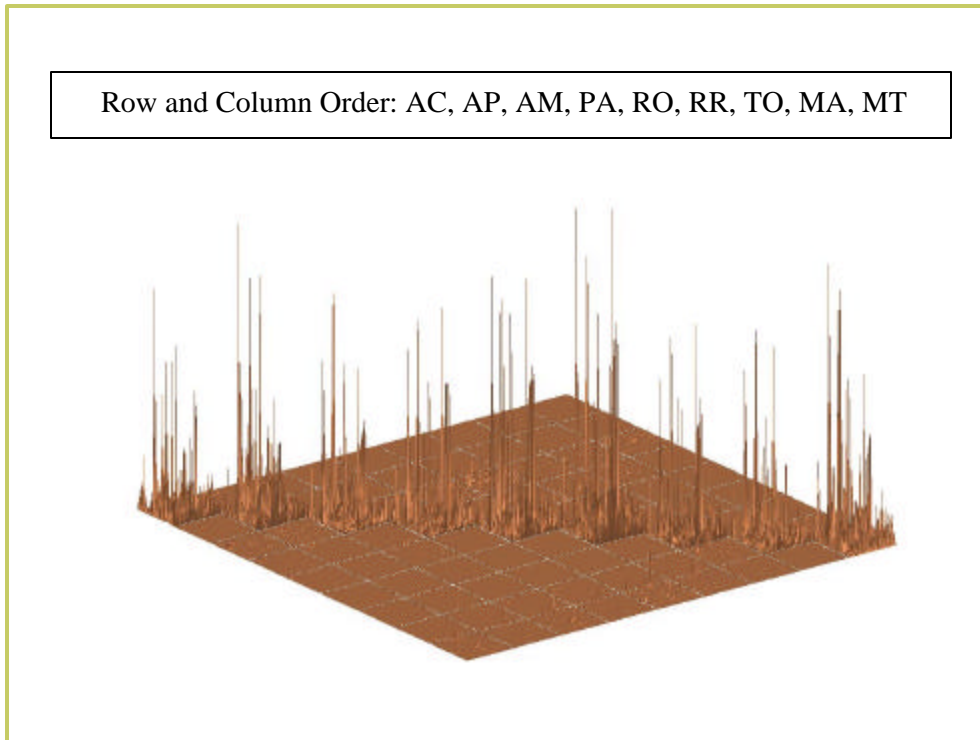 Row and Column Order: AC, AP, AM, PA, RO, RR, TO, MA, MT